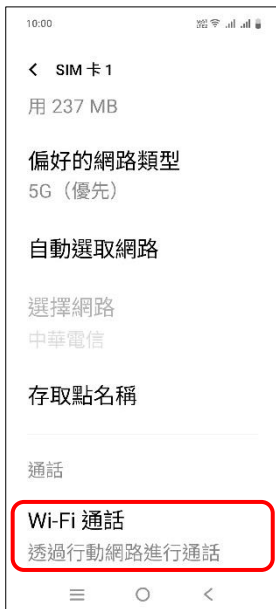 10:00
SIM 卡 1
用 237 MB
偏好的網路類型
5G（優先）
自動選取網路
選擇網路
中華電信
存取點名稱
通話
Wi-Fi 通話
透過行動網路進行通話